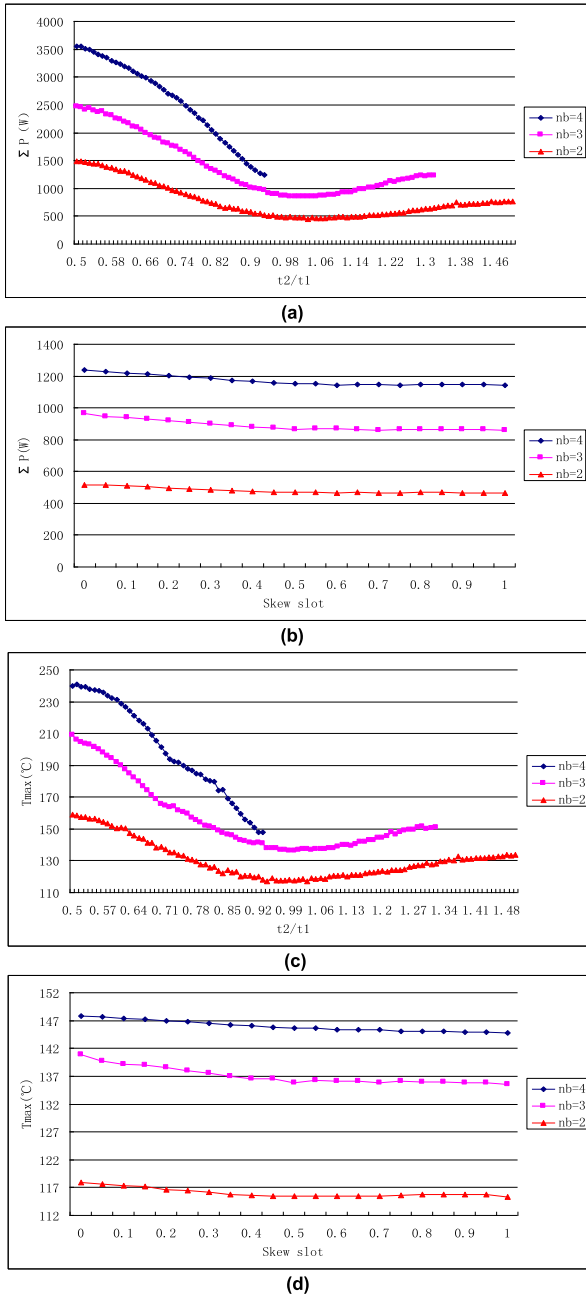 4000
3500
3000
2500
2000
1500
1000
500
0
Σ P (W)
0.5 0.58 0.66 0.74 0.82 0.9 0.98 1.06 1.14 1.22 1.3 1.38 1.46
t2/t1
nb=4
nb=3
nb=2
(a)
1400
1200
1000
800
600
400
200
0
Σ P(W)
0 0.1 0.2 0.3 0.4 0.5 0.6 0.7 0.8 0.9 1
Skew slot
nb=4
nb=3
nb=2
(b)
250
230
210
190
170
150
130
110
Tmax(℃)
0.5 0.57 0.64 0.71 0.78 0.85 0.92 0.99 1.06 1.13 1.2 1.27 1.34 1.41 1.48
t2/t1
nb=4
nb=3
nb=2
(c)
152
147
142
137
132
127
122
117
112
Tmax(℃)
0 0.1 0.2 0.3 0.4 0.5 0.6 0.7 0.8 0.9 1
Skew slot
nb=4
nb=3
nb=2
(d)